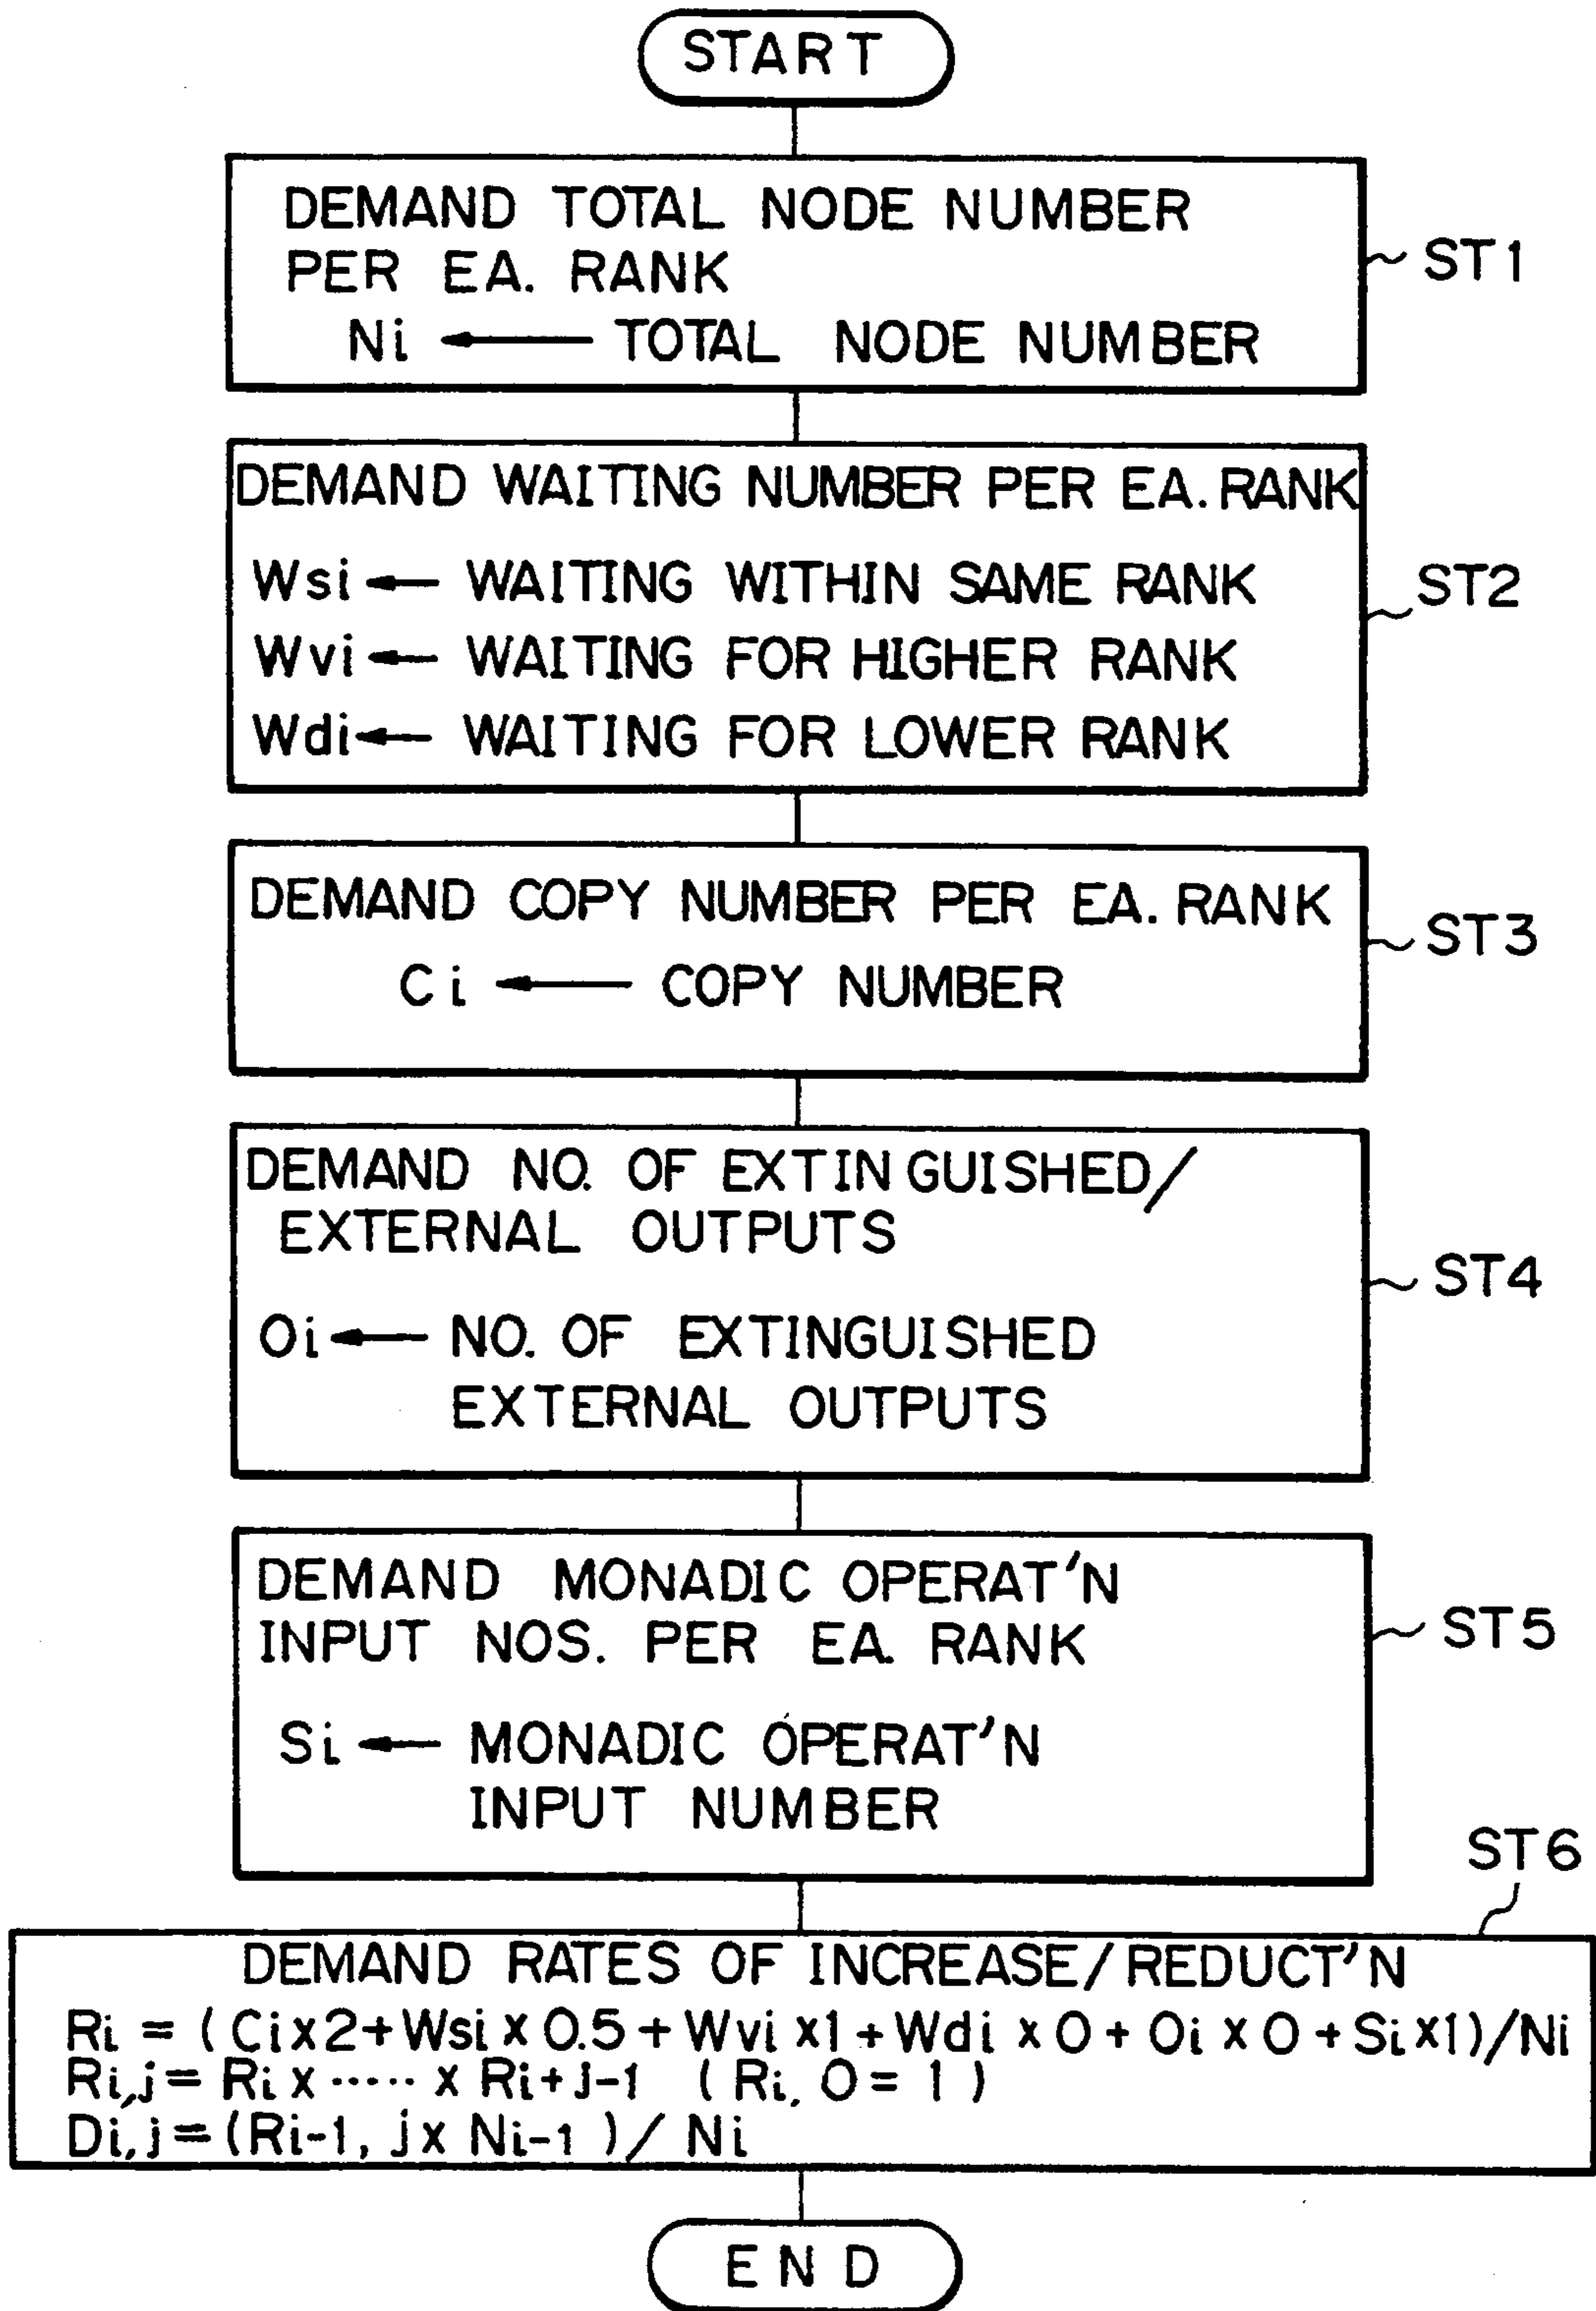 START
DEMAND TOTAL NODE NUMBER
PER EA. RANK
Ni ← TOTAL NODE NUMBER
ST1
DEMAND WAITING NUMBER PER EA. RANK
Wsi ← WAITING WITHIN SAME RANK
Wvi ← WAITING FOR HIGHER RANK
Wdi ← WAITING FOR LOWER RANK
ST2
DEMAND COPY NUMBER PER EA. RANK
Ci ← COPY NUMBER
ST3
DEMAND NO. OF EXTINGUISHED/
EXTERNAL OUTPUTS
Oi ← NO. OF EXTINGUISHED
EXTERNAL OUTPUTS
ST4
DEMAND MONADIC OPERAT'N
INPUT NOS. PER EA. RANK
Si ← MONADIC OPERAT'N
INPUT NUMBER
ST5
ST6
DEMAND RATES OF INCREASE/REDUCT'N
Ri = (Ci×2+Wsi×0.5+Wvi×1+Wdi×0+Oi×0+Si×1)/Ni
Ri,j=Ri×·····×Ri+j-1 (Ri,0=1)
Di,j=(Ri-1,j×Ni-1)/Ni
END